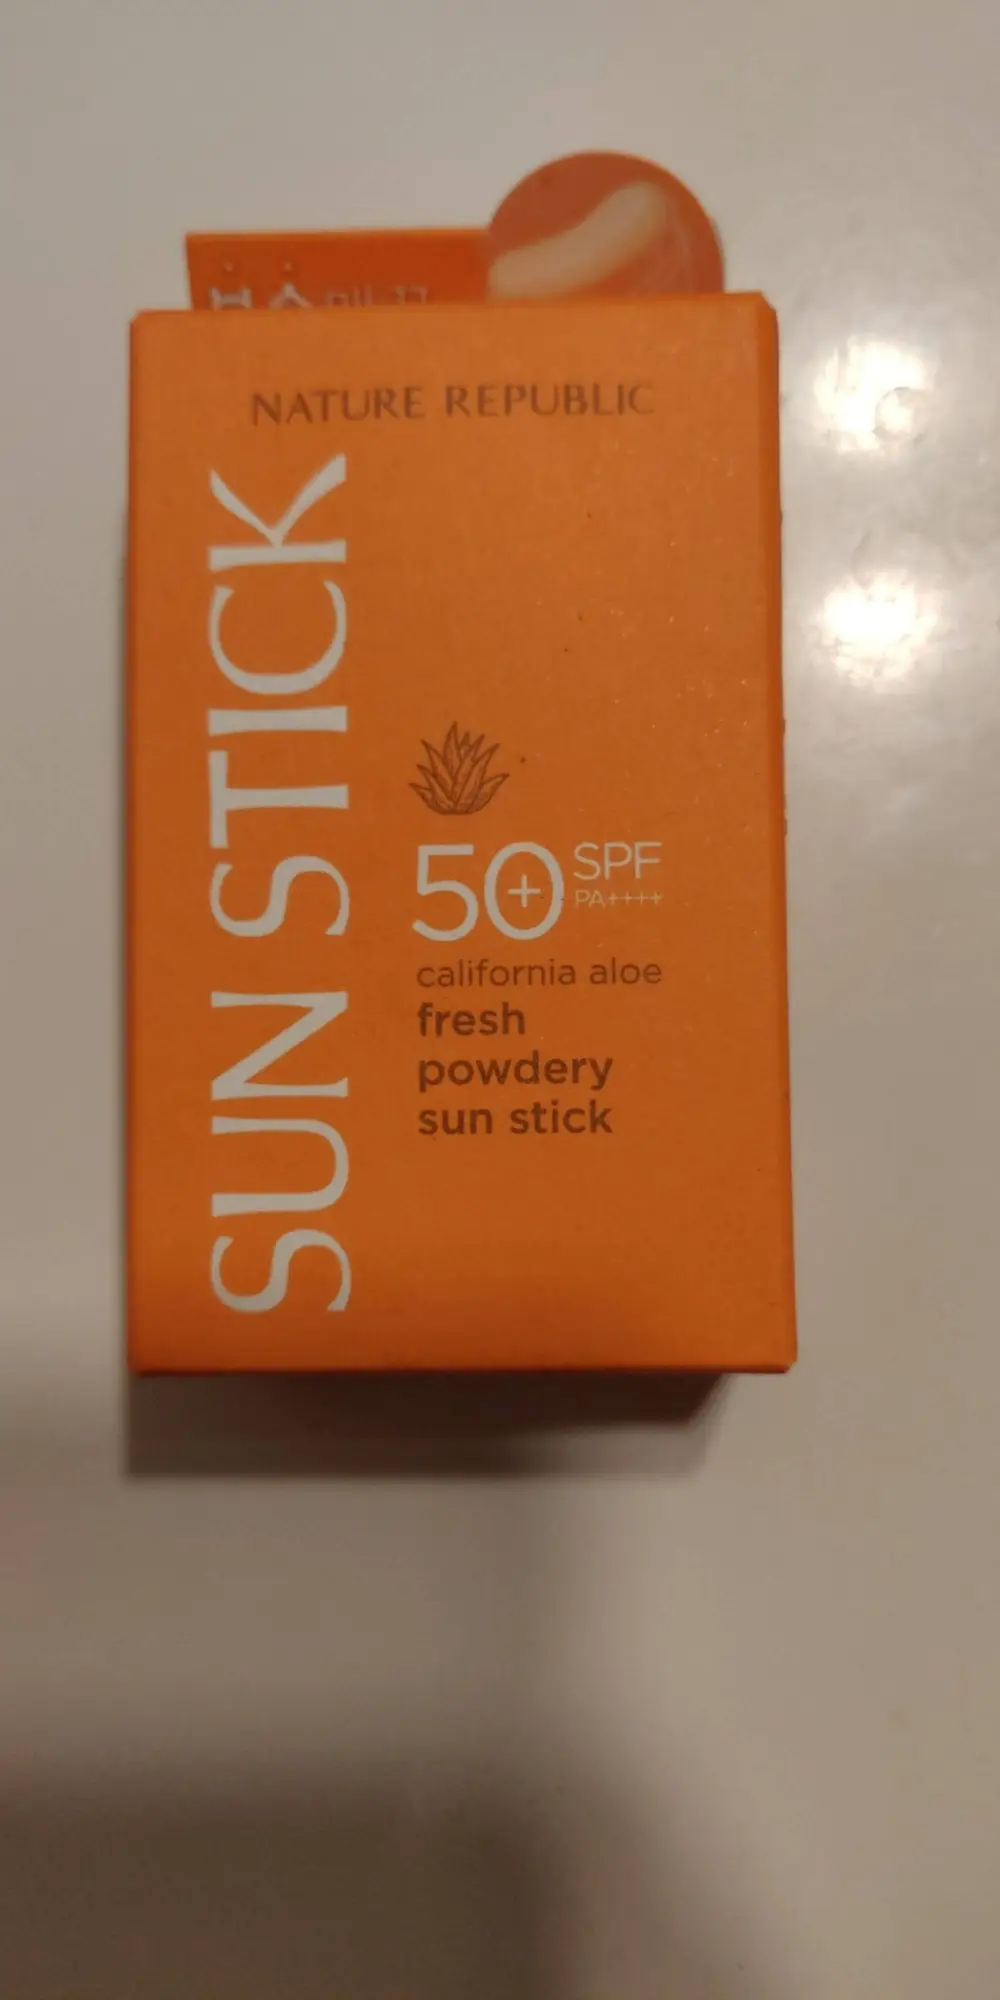 NATURE REPUBLIC
SUN STICK
50+ SPF
PA++++
california aloe
fresh
powdery
sun stick